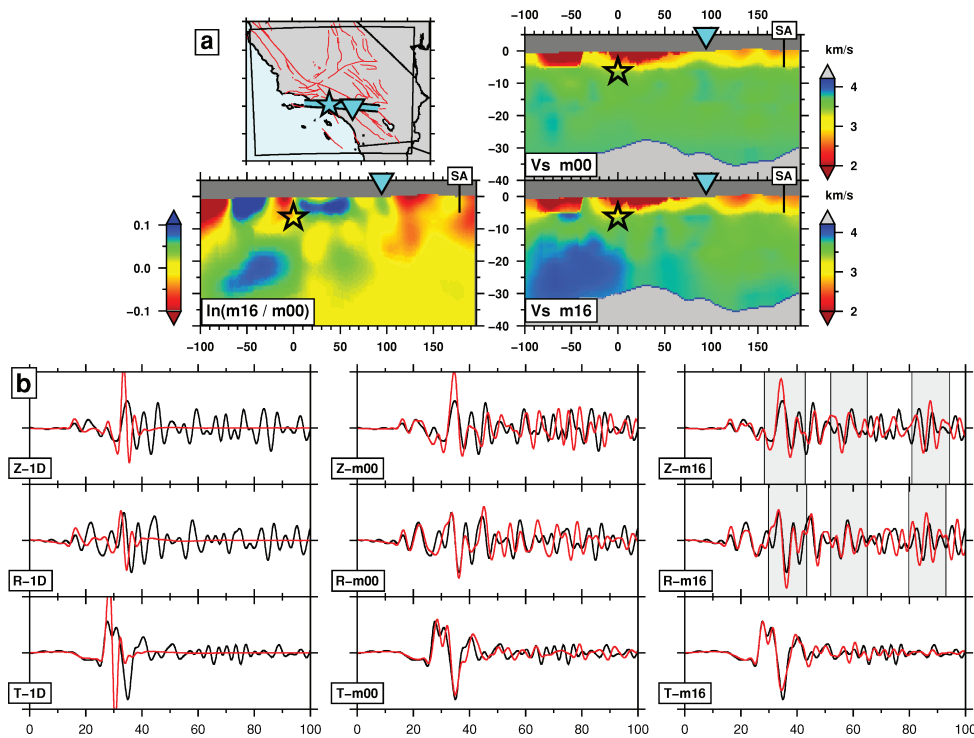 a
−100 −50 0 50 100 150
SA
0
−10
−20
−30
−40
Vs m00
km/s
4
3
2
SA
0.1
0.0
−0.1
ln(m16 / m00)
−100 −50 0 50 100 150
SA
0
−10
−20
−30
−40
Vs m16
−100 −50 0 50 100 150
km/s
4
3
2
b
Z−1D
Z−m00
Z−m16
R−1D
R−m00
R−m16
T−1D
T−m00
T−m16
0 20 40 60 80 100
0 20 40 60 80 100
0 20 40 60 80 100